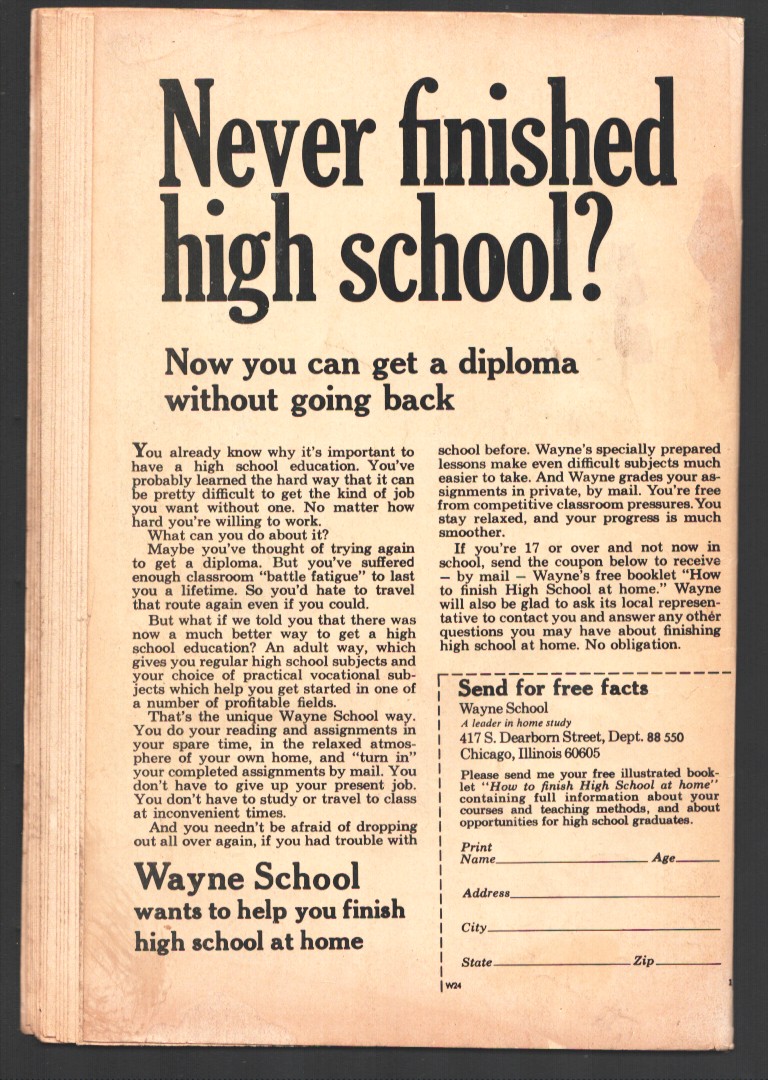 Never finished
high school?
Now you can get a diploma
without going back
You already know why it's important to
have a high school education. You've
probably learned the hard way that it can
be pretty difficult to get the kind of job
you want without one. No matter how
hard you're willing to work.
What can you do about it?
Maybe you've thought of trying again
to get a diploma. But you've suffered
enough classroom "battle fatigue" to last
you a lifetime. So you'd hate to travel
that route again even if you could.
But what if we told you that there was
now a much better way to get a high
school education? An adult way, which
gives you regular high school subjects and
your choice of practical vocational sub-
jects which help you get started in one of
a number of profitable fields.
That's the unique Wayne School way.
You do your reading and assignments in
your spare time, in the relaxed atmos-
phere of your own home, and "turn in"
your completed assignments by mail. You
don't have to give up your present job.
You don't have to study or travel to class
at inconvenient times.
And you needn't be afraid of dropping
out all over again, if you had trouble with
school before. Wayne's specially prepared
lessons make even difficult subjects much
easier to take. And Wayne grades your as-
signments in private, by mail. You're free
from competitive classroom pressures. You
stay relaxed, and your progress is much
smoother.
If you're 17 or over and not now in
school, send the coupon below to receive
— by mail — Wayne's free booklet "How
to finish High School at home." Wayne
will also be glad to ask its local represen-
tative to contact you and answer any other
questions you may have about finishing
high school at home. No obligation.
Wayne School
wants to help you finish
high school at home
Send for free facts
Wayne School
A leader in home study
417 S. Dearborn Street, Dept. 88 550
Chicago, Illinois 60605
Please send me your free illustrated book-
let "How to finish High School at home"
containing full information about your
courses and teaching methods, and about
opportunities for high school graduates.
Print
Name Age
Address
City
State Zip
W24
1